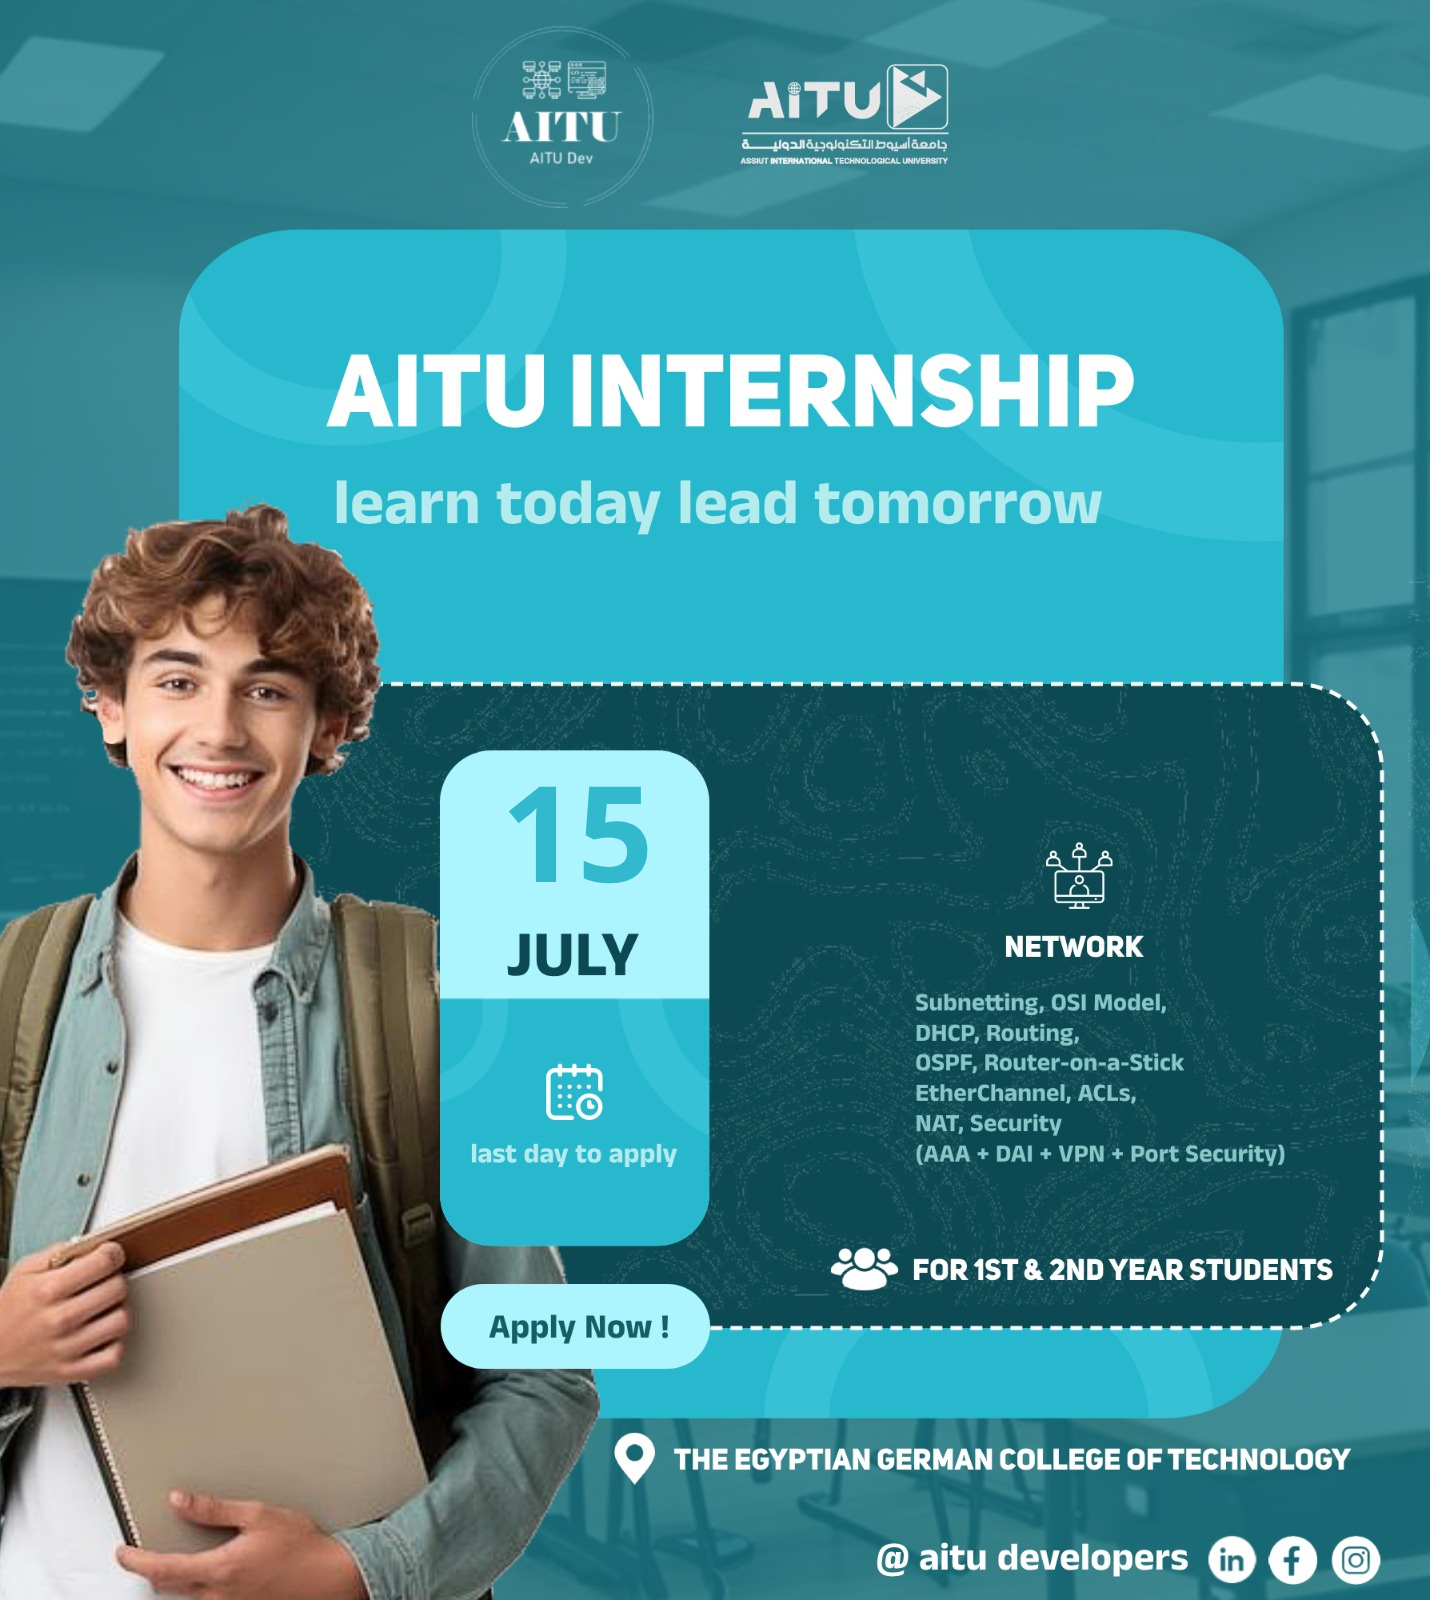 AITU
AITU Dev
AiTU
جامعة أسيوط التكنولوجية الدولية
ASSIUT INTERNATIONAL TECHNOLOGICAL UNIVERSITY
AITU INTERNSHIP
learn today lead tomorrow
15
JULY
last day to apply
Apply Now !
NETWORK
Subnetting, OSI Model,
DHCP, Routing,
OSPF, Router-on-a-Stick
EtherChannel, ACLs,
NAT, Security
(AAA + DAI + VPN + Port Security)
FOR 1ST & 2ND YEAR STUDENTS
THE EGYPTIAN GERMAN COLLEGE OF TECHNOLOGY
@ aitu developers